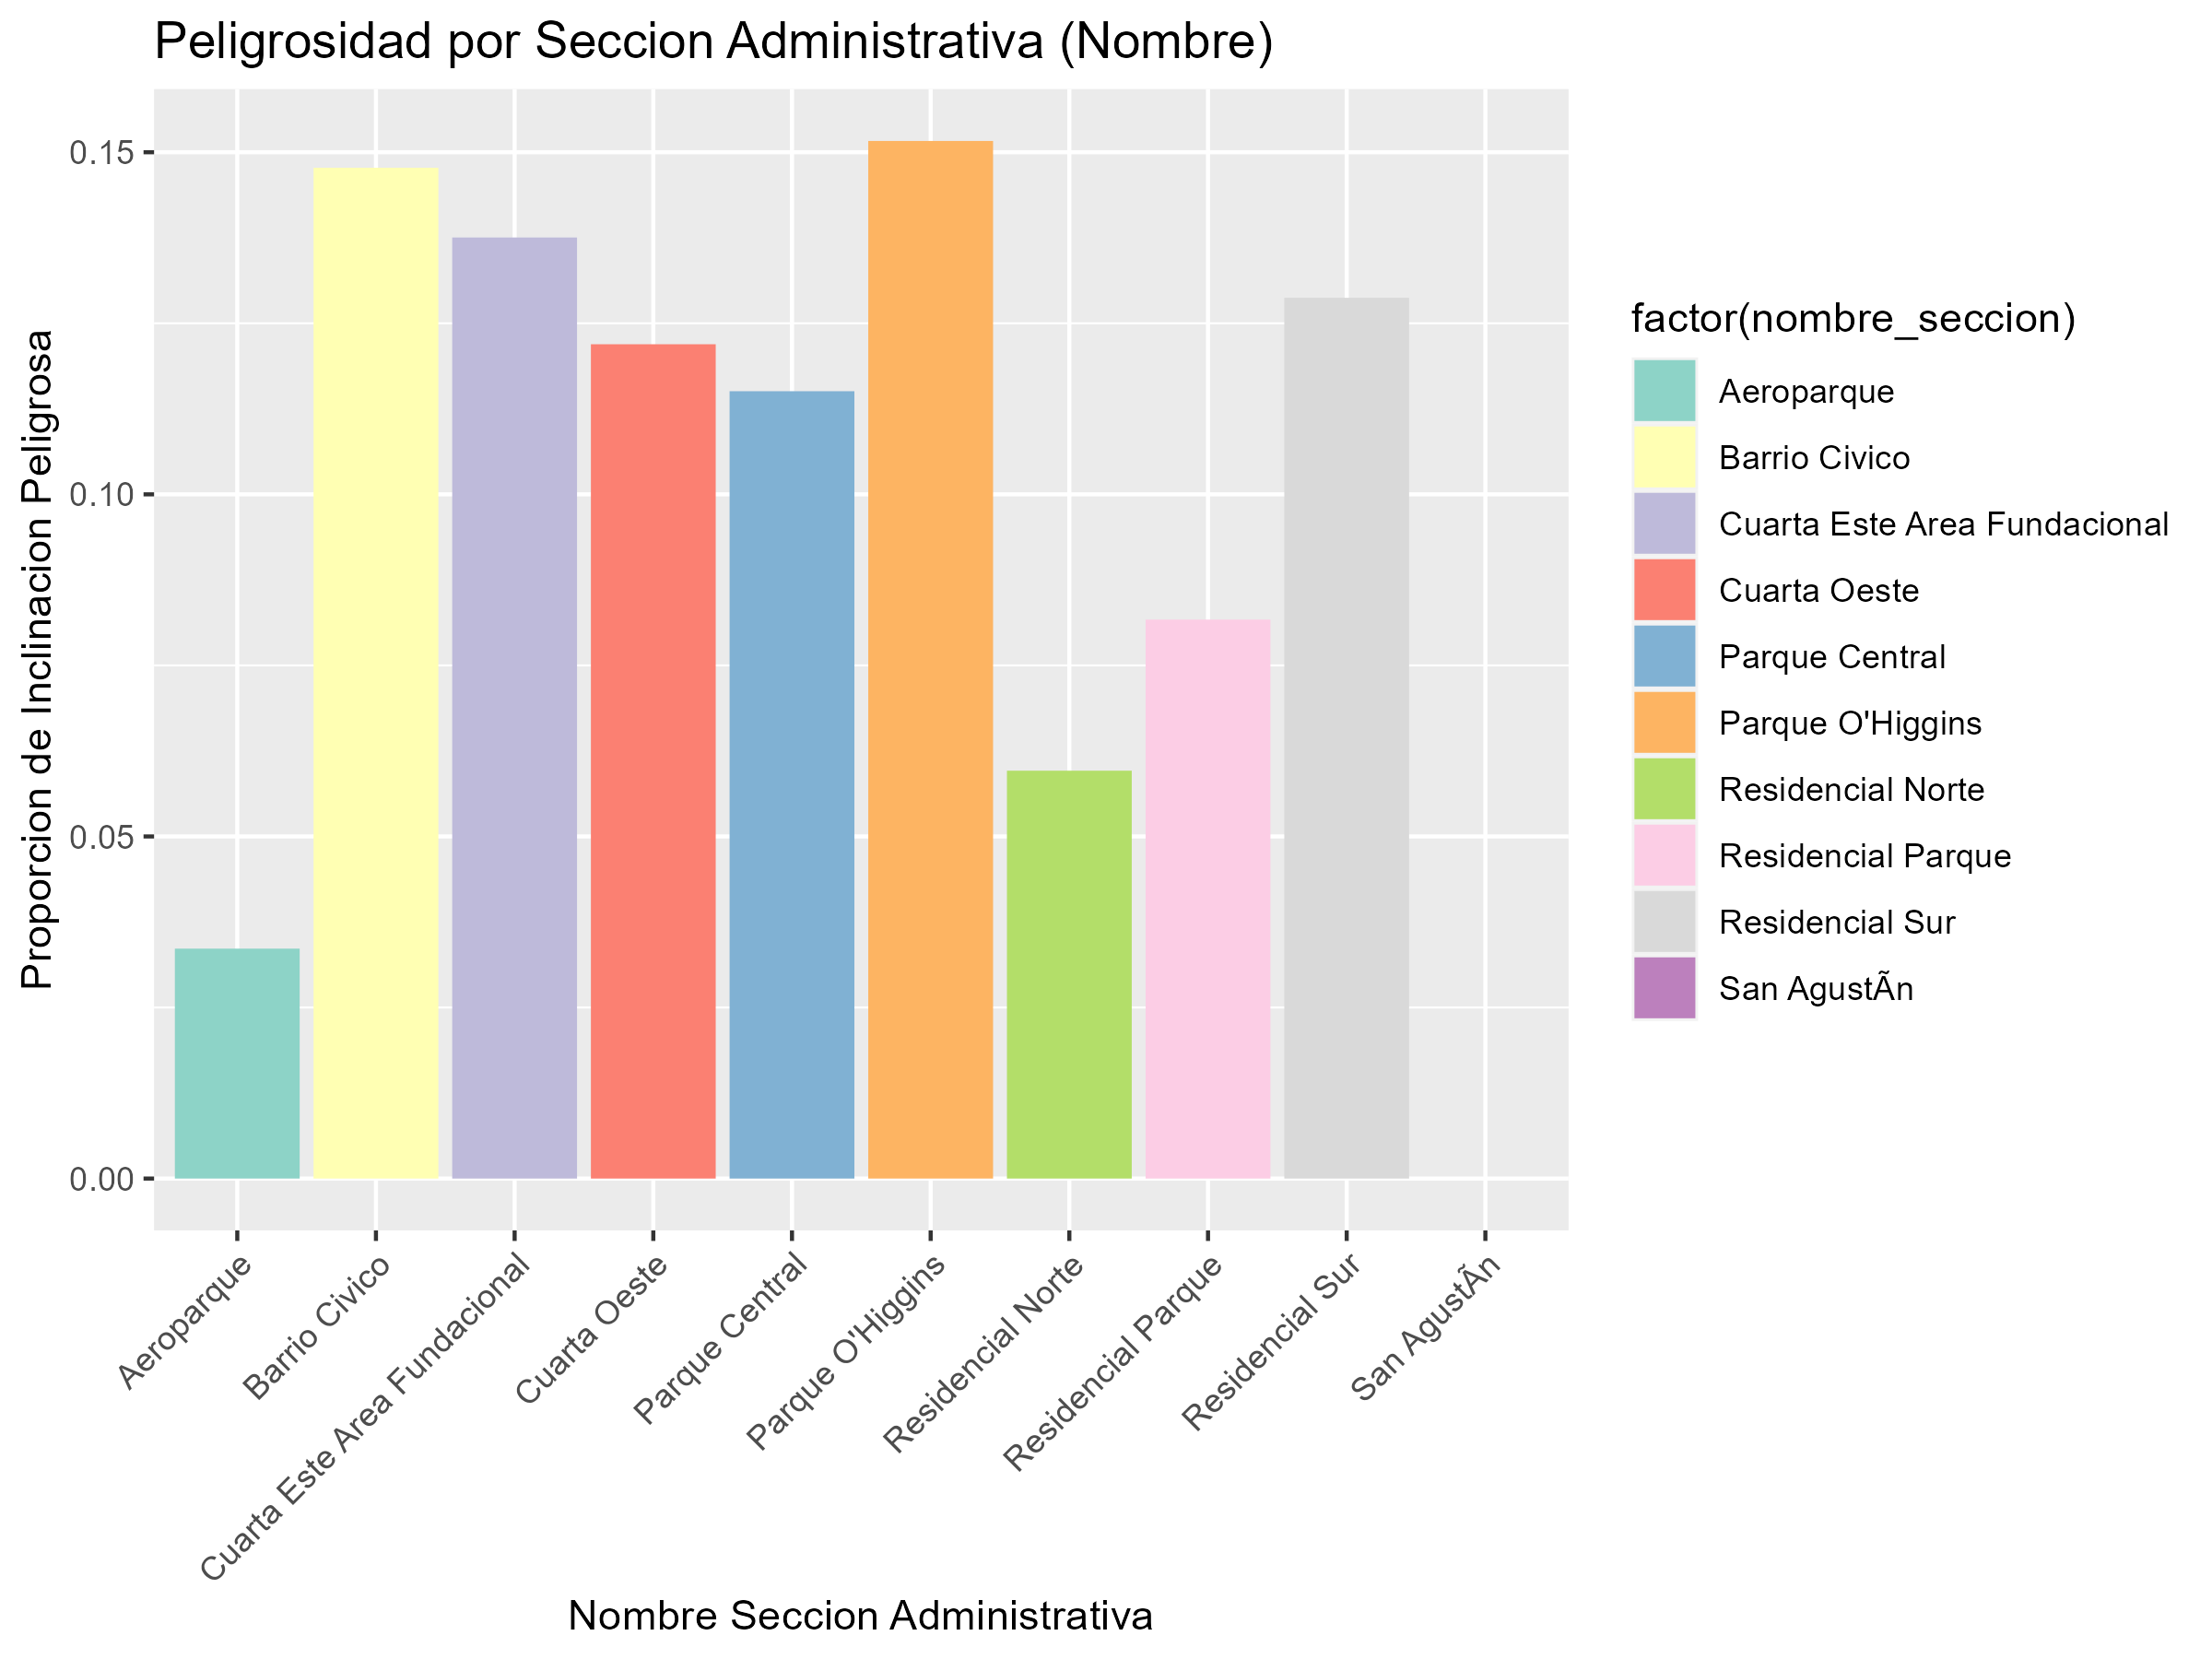 Peligrosidad por Seccion Administrativa (Nombre)
Proporcion de Inclinacion Peligrosa
0.15
0.10
0.05
0.00
Aeroparque
Barrio Civico
Cuarta Este Area Fundacional
Cuarta Oeste
Parque Central
Parque O'Higgins
Residencial Norte
Residencial Parque
Residencial Sur
San AgustÃn
Nombre Seccion Administrativa
factor(nombre_seccion)
Aeroparque
Barrio Civico
Cuarta Este Area Fundacional
Cuarta Oeste
Parque Central
Parque O'Higgins
Residencial Norte
Residencial Parque
Residencial Sur
San AgustÃn